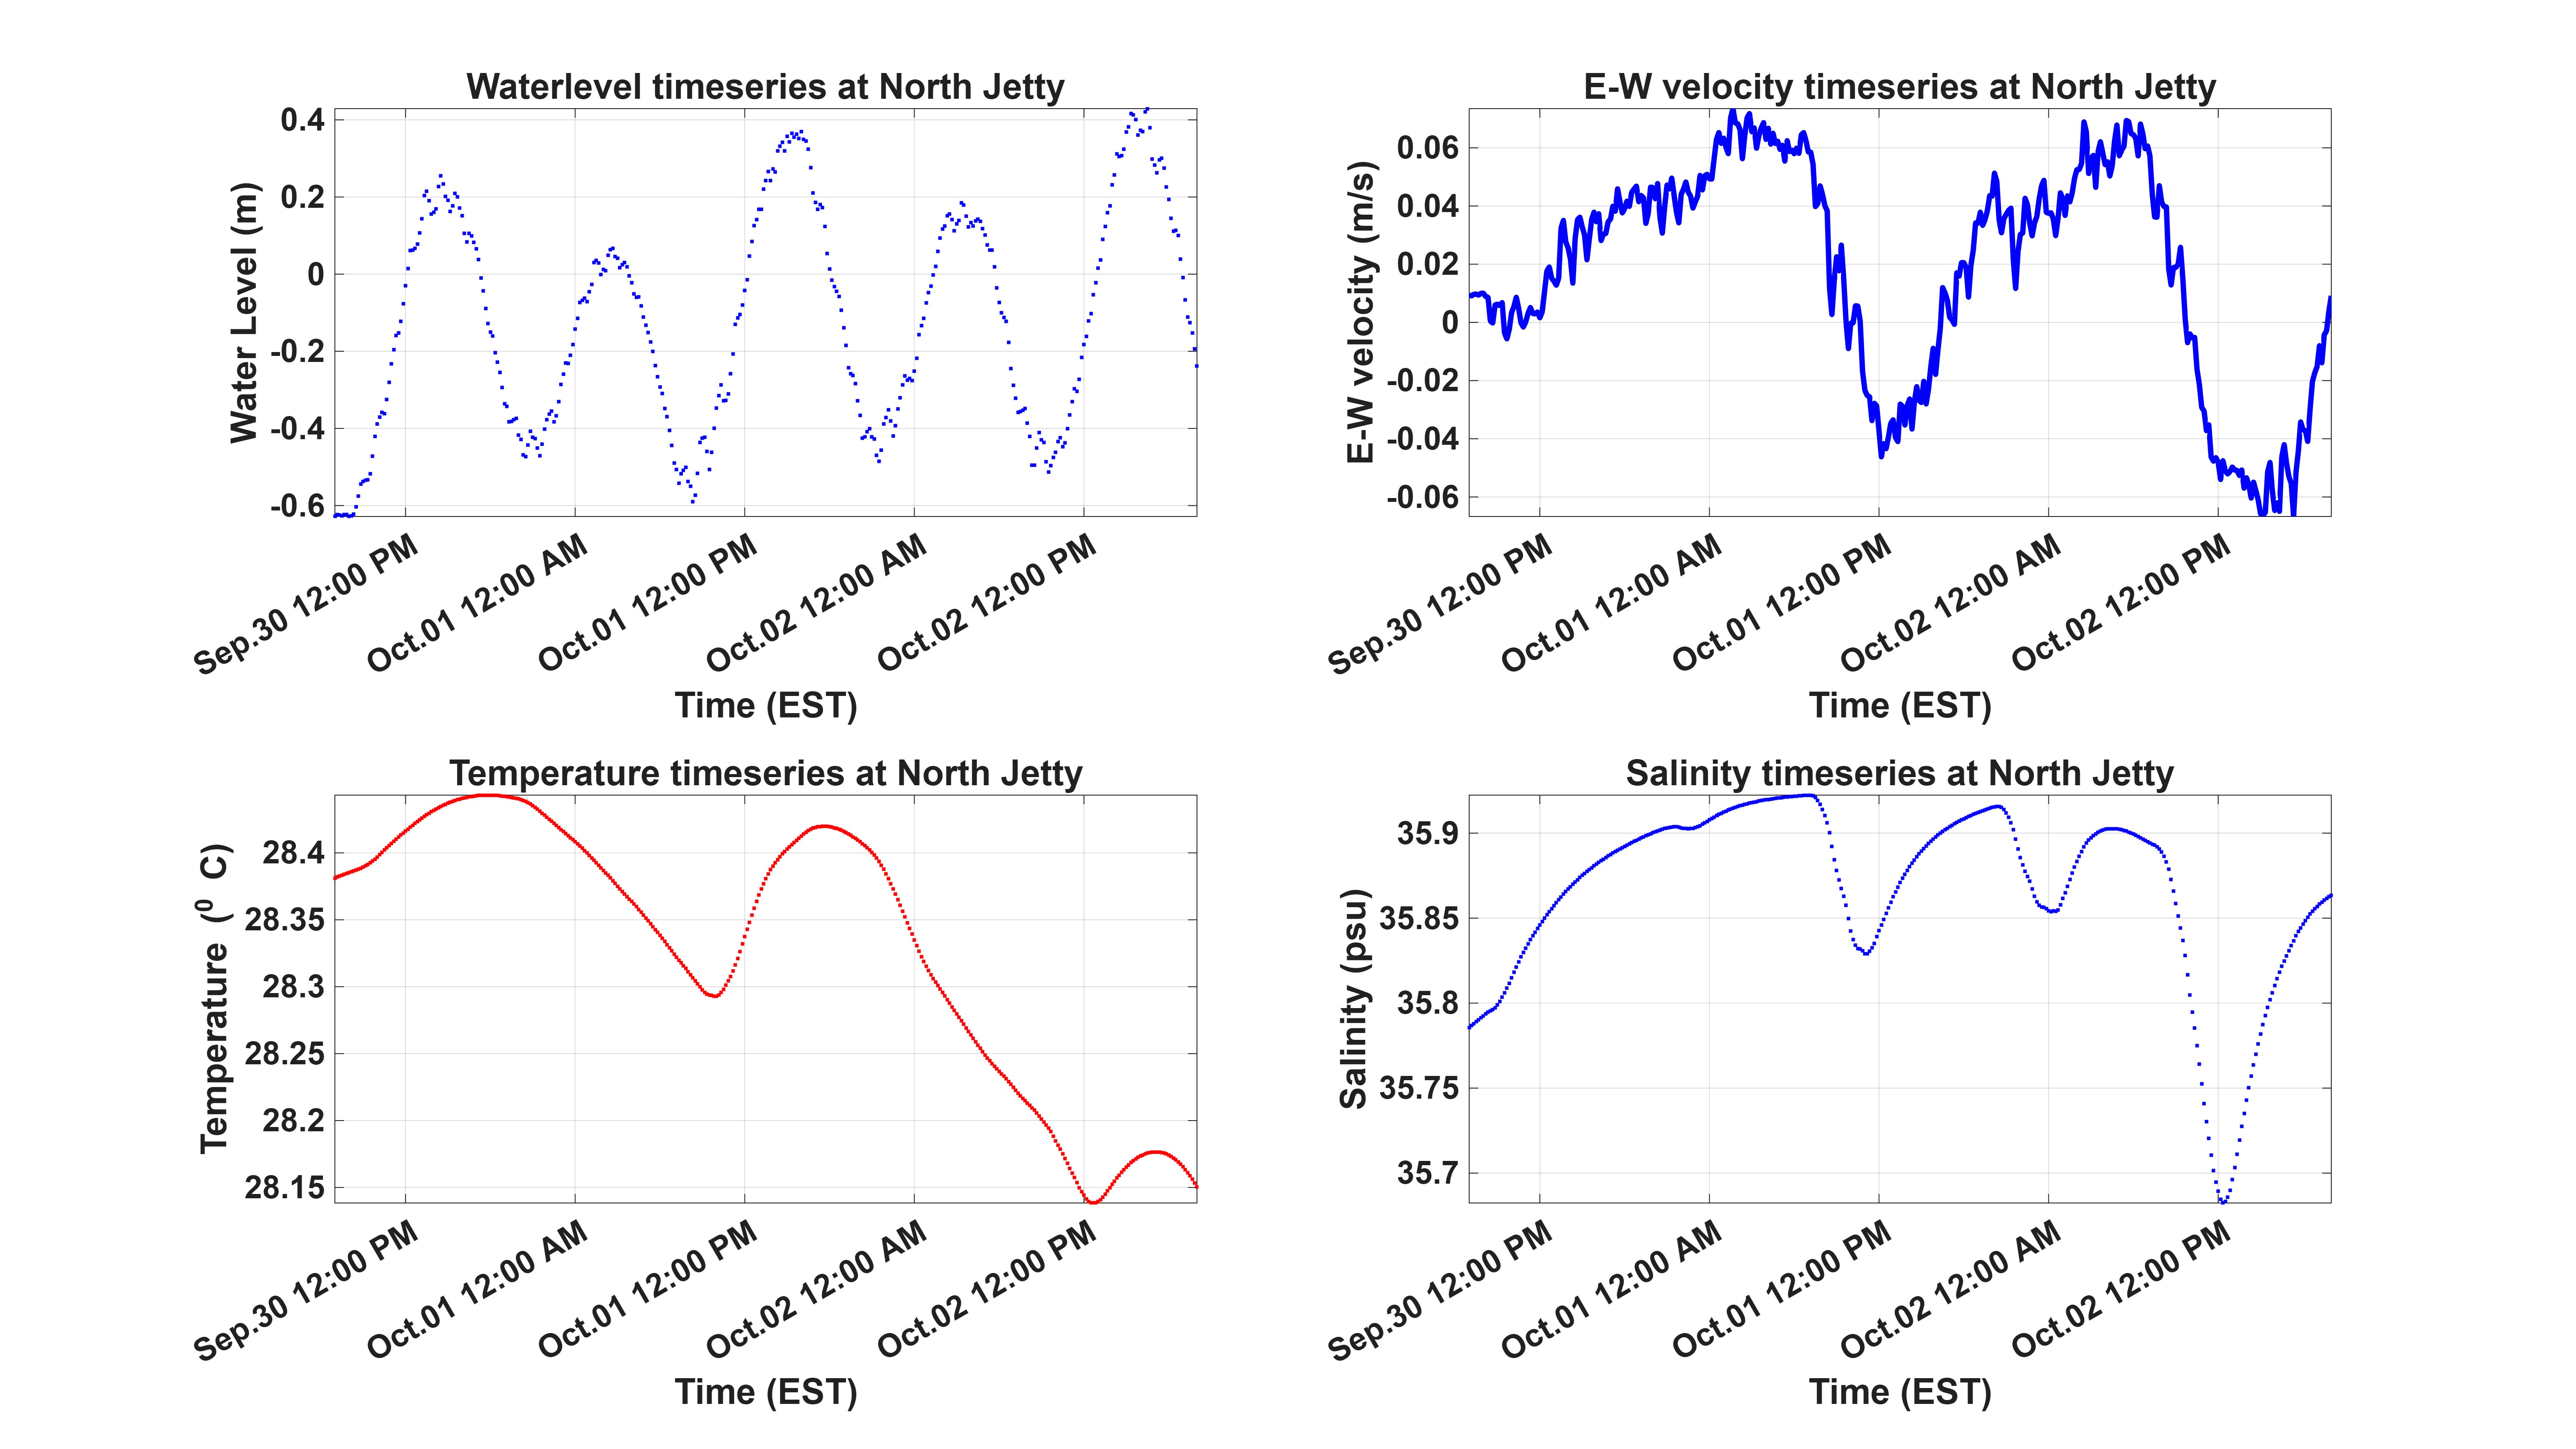 Waterlevel timeseries at North Jetty
Water Level (m)
0.4
0.2
0
-0.2
-0.4
-0.6
Sep.30 12:00 PM
Oct.01 12:00 AM
Oct.01 12:00 PM
Oct.02 12:00 AM
Oct.02 12:00 PM
Time (EST)
E-W velocity timeseries at North Jetty
E-W velocity (m/s)
0.06
0.04
0.02
0
-0.02
-0.04
-0.06
Sep.30 12:00 PM
Oct.01 12:00 AM
Oct.01 12:00 PM
Oct.02 12:00 AM
Oct.02 12:00 PM
Time (EST)
Temperature timeseries at North Jetty
Temperature (⁰ C)
28.4
28.35
28.3
28.25
28.2
28.15
Sep.30 12:00 PM
Oct.01 12:00 AM
Oct.01 12:00 PM
Oct.02 12:00 AM
Oct.02 12:00 PM
Time (EST)
Salinity timeseries at North Jetty
Salinity (psu)
35.9
35.85
35.8
35.75
35.7
Sep.30 12:00 PM
Oct.01 12:00 AM
Oct.01 12:00 PM
Oct.02 12:00 AM
Oct.02 12:00 PM
Time (EST)